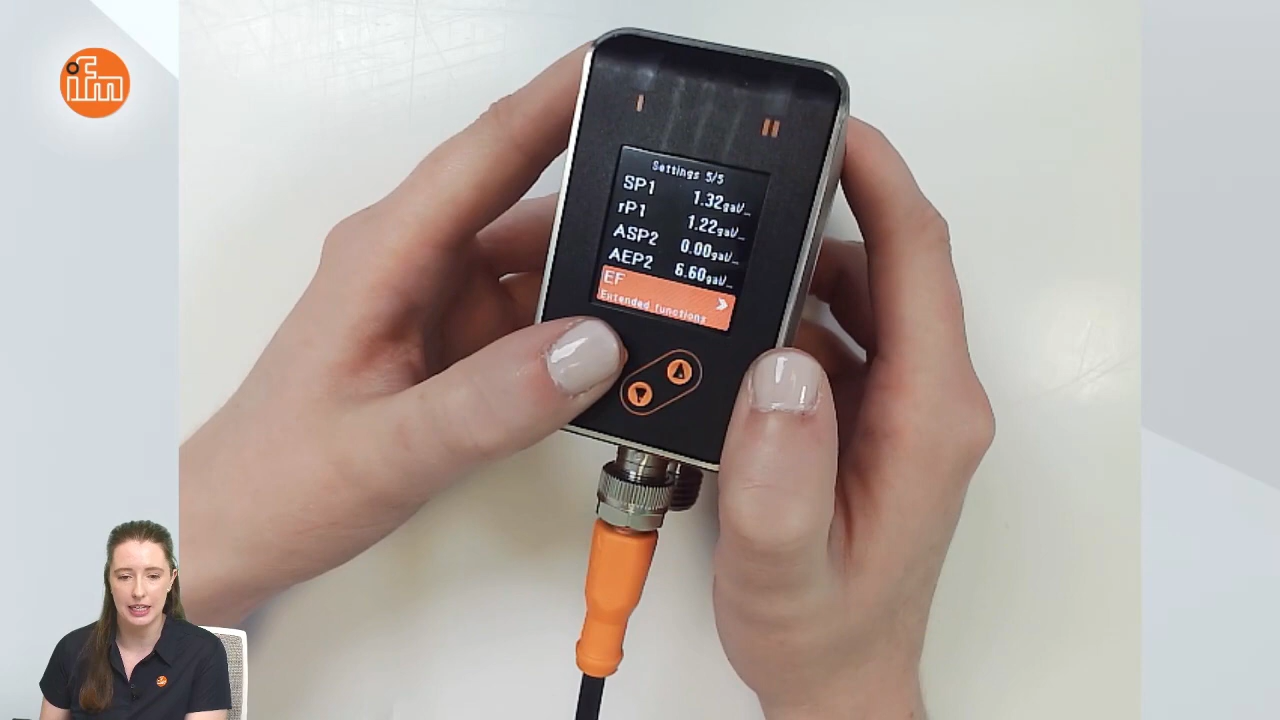 ifm
I
II
Settings 5/5
SP1 1.32gal/_
rP1 1.22gal/_
ASP2 0.00gal/_
AEP2 6.60gal/_
EF
Extended functions